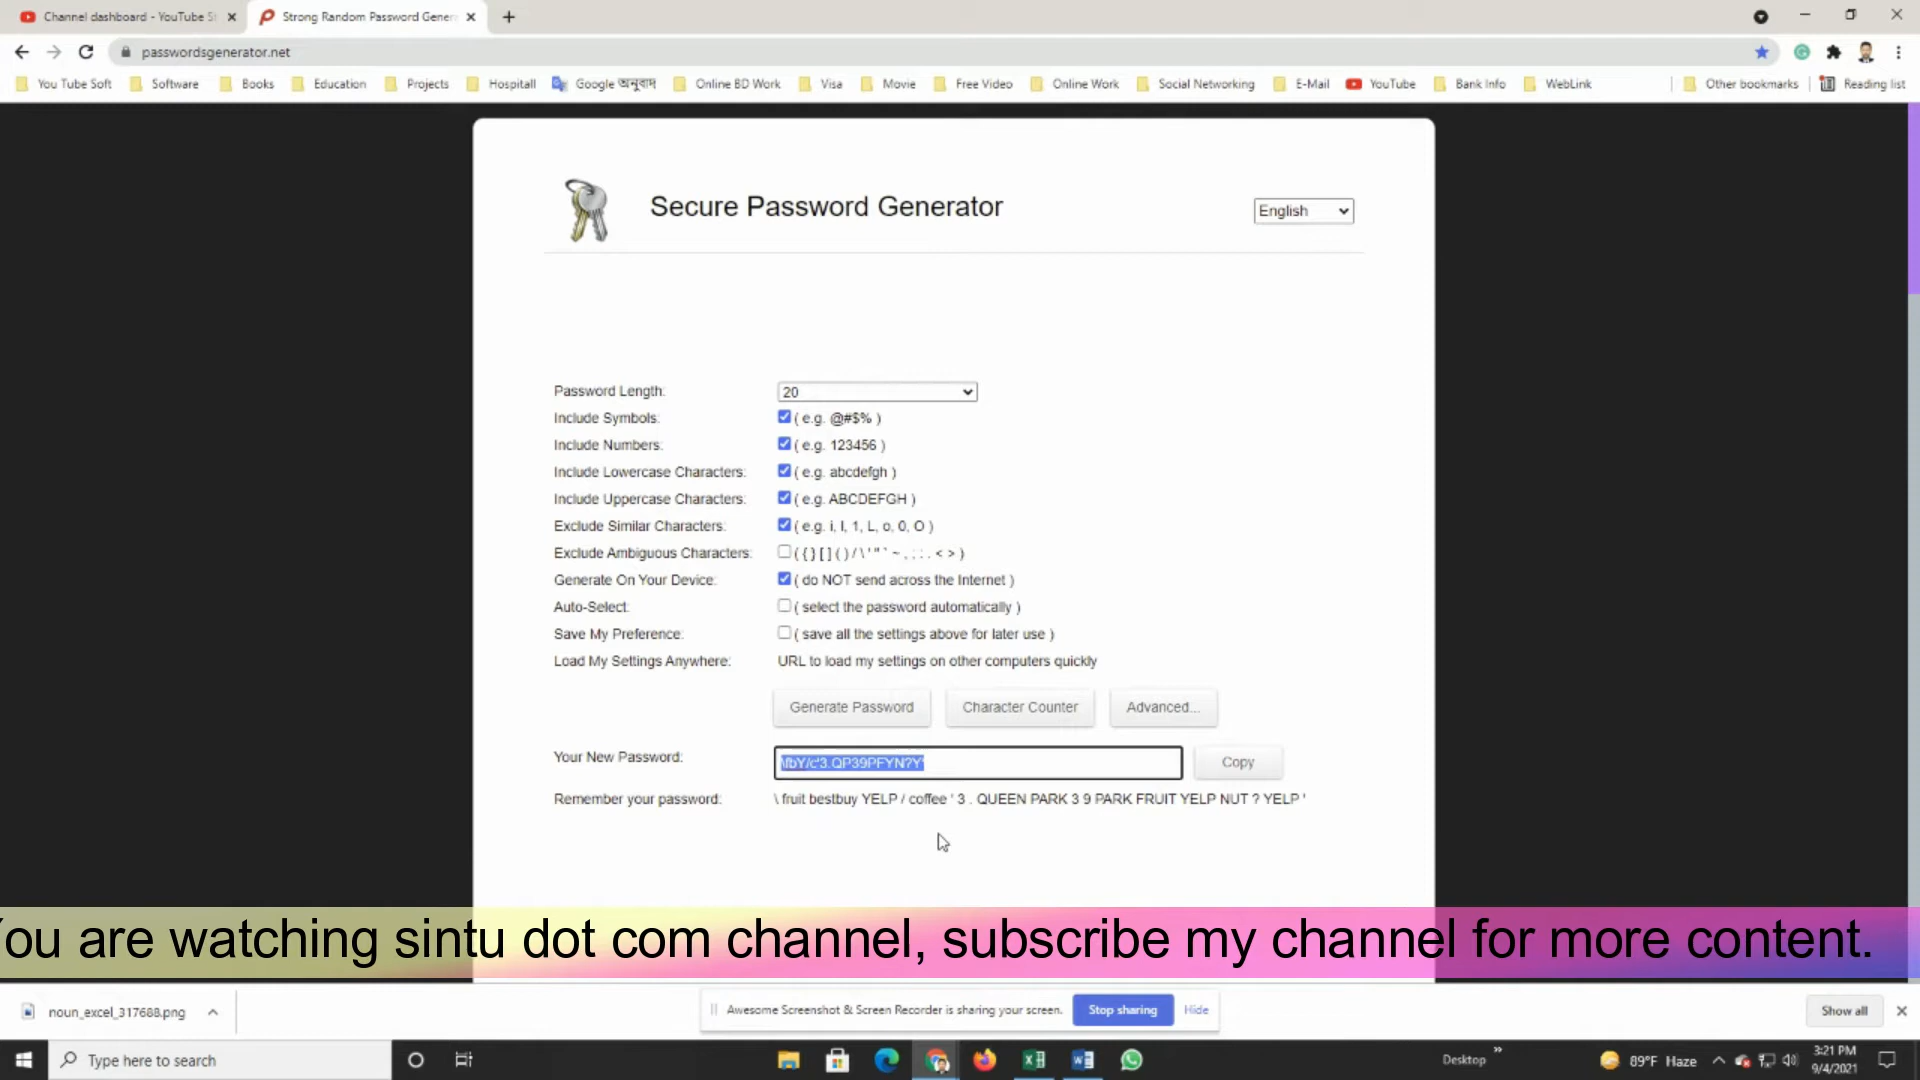 Channel dashboard - YouTube St
Strong Random Password Gener
passwordsgenerator.net
You Tube Soft
Software
Books
Education
Projects
Hospitall
Google অনুবাদ
Online BD Work
Visa
Movie
Free Video
Online Work
Social Networking
E-Mail
YouTube
Bank Info
WebLink
Other bookmarks
Reading list
Secure Password Generator
English
Password Length: 20
Include Symbols: ( e.g. @#$% )
Include Numbers: ( e.g. 123456 )
Include Lowercase Characters: ( e.g. abcdefgh )
Include Uppercase Characters: ( e.g. ABCDEFGH )
Exclude Similar Characters: ( e.g. i, l, 1, L, o, 0, O )
Exclude Ambiguous Characters: ( { } [ ] ( ) / \ ' " ` ~ , ; : . < > )
Generate On Your Device: ( do NOT send across the Internet )
Auto-Select: ( select the password automatically )
Save My Preference: ( save all the settings above for later use )
Load My Settings Anywhere: URL to load my settings on other computers quickly
Generate Password
Character Counter
Advanced...
Your New Password: \fbY/c'3.QP39PFYN?Y'
Copy
Remember your password: \ fruit bestbuy YELP / coffee ' 3 . QUEEN PARK 3 9 PARK FRUIT YELP NUT ? YELP '
You are watching sintu dot com channel, subscribe my channel for more content.
noun_excel_317688.png
Awesome Screenshot & Screen Recorder is sharing your screen.
Stop sharing
Hide
Show all
Type here to search
Desktop
89°F Haze
3:21 PM
9/4/2021